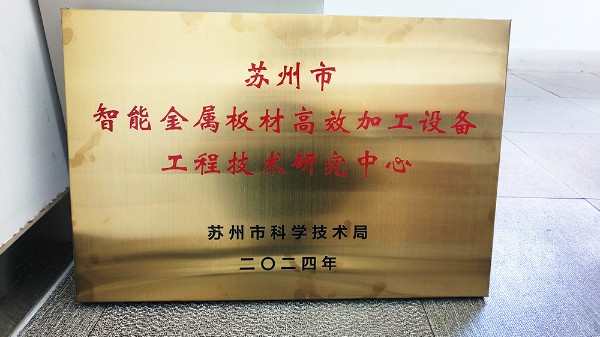 苏州市
智能金属板材高效加工设备
工程技术研究中心
苏州市科学技术局
二〇二四年